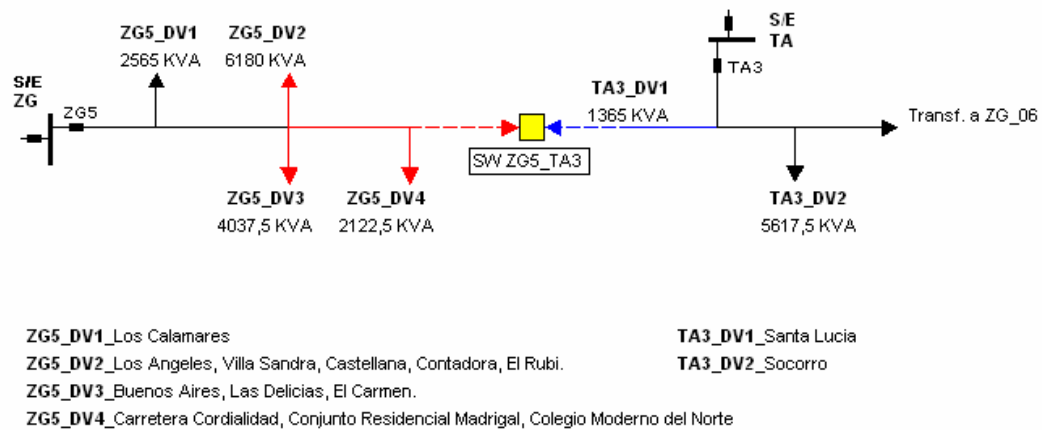 ZG5_DV1
2565 KVA
ZG5_DV2
6180 KVA
S/E
TA
TA3
S/E
ZG
ZG5
TA3_DV1
1365 KVA
Transf. a ZG_06
SW ZG5_TA3
ZG5_DV3
4037,5 KVA
ZG5_DV4
2122,5 KVA
TA3_DV2
5617,5 KVA
ZG5_DV1_Los Calamares
ZG5_DV2_Los Angeles, Villa Sandra, Castellana, Contadora, El Rubi.
ZG5_DV3_Buenos Aires, Las Delicias, El Carmen.
ZG5_DV4_Carretera Cordialidad, Conjunto Residencial Madrigal, Colegio Moderno del Norte
TA3_DV1_Santa Lucia
TA3_DV2_Socorro